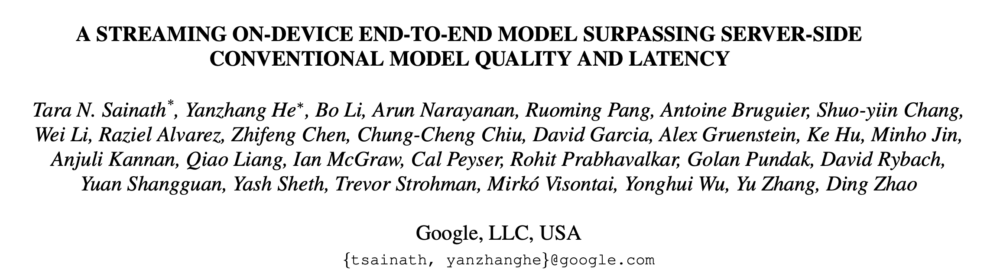 A STREAMING ON-DEVICE END-TO-END MODEL SURPASSING SERVER-SIDE
CONVENTIONAL MODEL QUALITY AND LATENCY
Tara N. Sainath*, Yanzhang He*, Bo Li, Arun Narayanan, Ruoming Pang, Antoine Bruguier, Shuo-yiin Chang,
Wei Li, Raziel Alvarez, Zhifeng Chen, Chung-Cheng Chiu, David Garcia, Alex Gruenstein, Ke Hu, Minho Jin,
Anjuli Kannan, Qiao Liang, Ian McGraw, Cal Peyser, Rohit Prabhavalkar, Golan Pundak, David Rybach,
Yuan Shangguan, Yash Sheth, Trevor Strohman, Mirkó Visontai, Yonghui Wu, Yu Zhang, Ding Zhao
Google, LLC, USA
{tsainath, yanzhanghe}@google.com